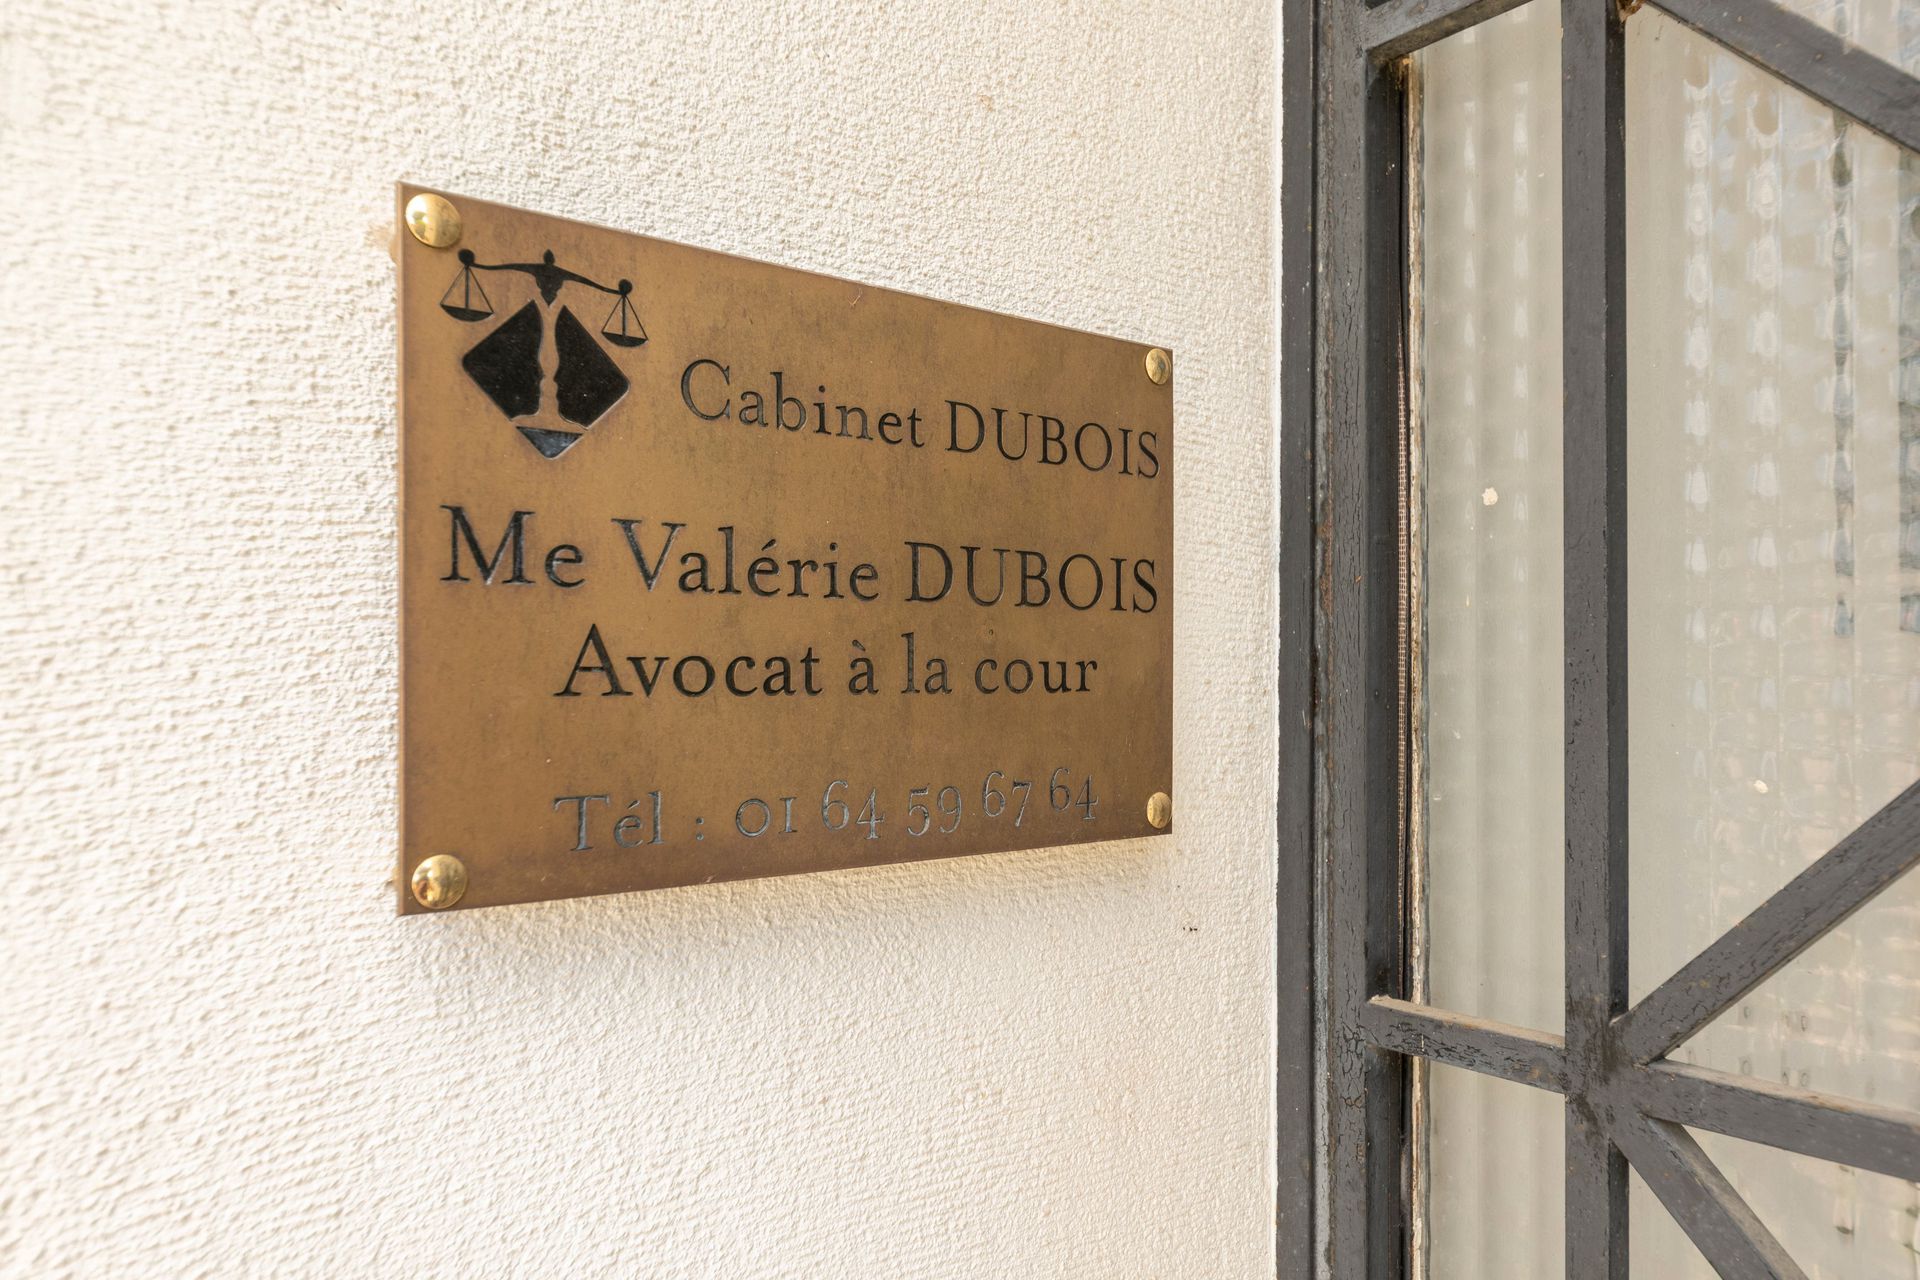 Cabinet DUBOIS
Me Valérie DUBOIS
Avocat à la cour
Tél : 01 64 59 67 64